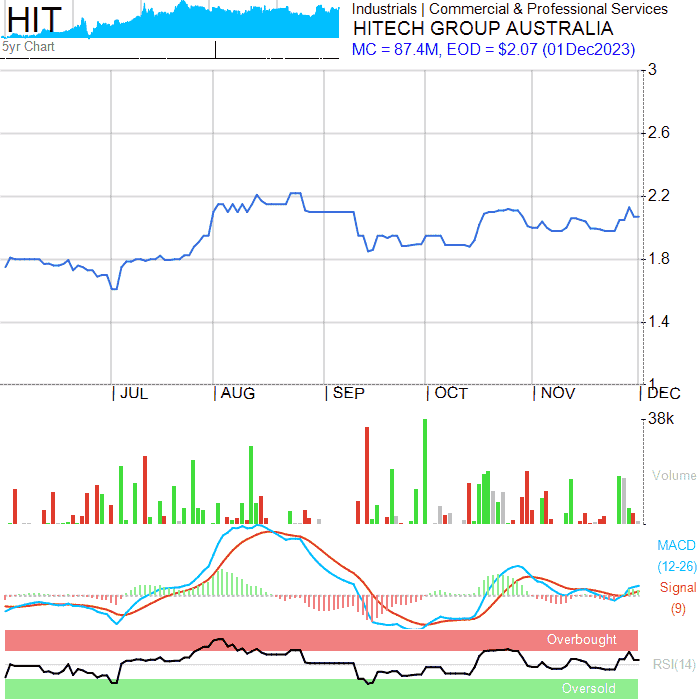 HIT
Industrials | Commercial & Professional Services
HITECH GROUP AUSTRALIA
5yr Chart
MC = 87.4M, EOD = $2.07 (01Dec2023)
3
2.6
2.2
1.8
1.4
1
JUL AUG SEP OCT NOV DEC
38k
Volume
MACD
(12-26)
Signal
(9)
Overbought
RSI(14)
Oversold